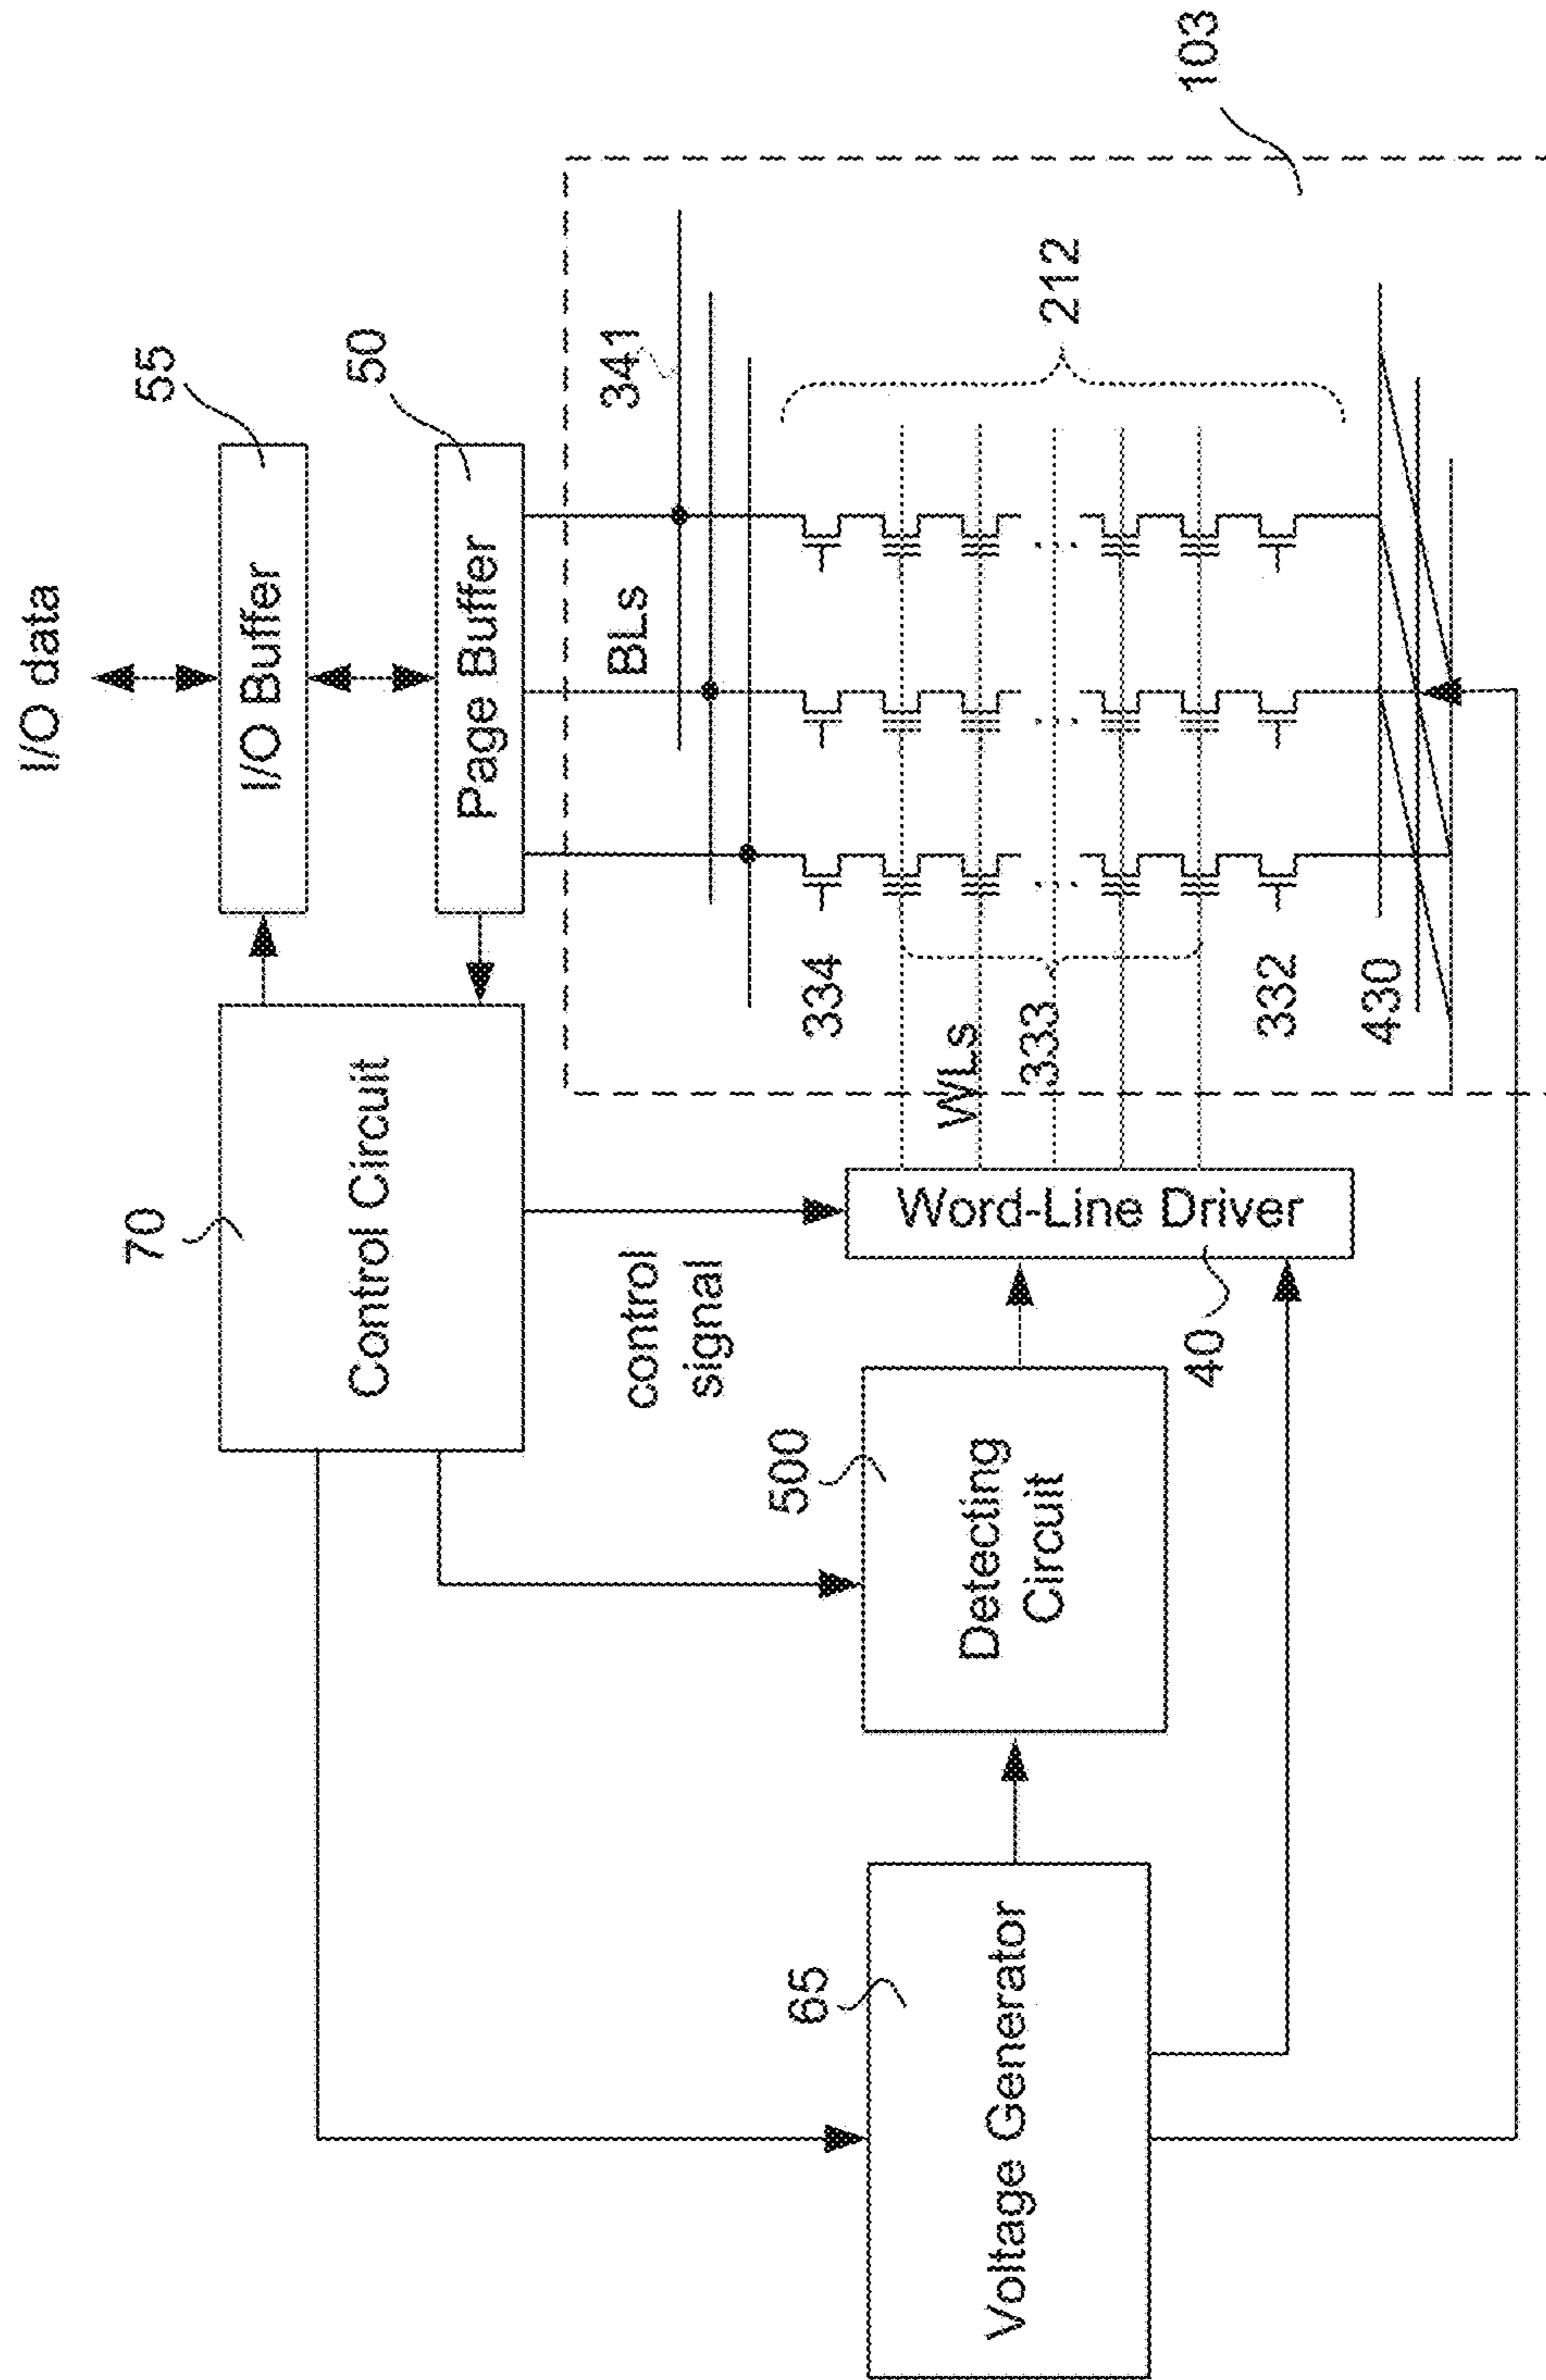 I/O data
55
I/O Buffer
50
Page Buffer
70
Control Circuit
341
BLs
103
control
signal
334
212
WLs
333
Word-Line Driver
40
332
430
500
Detecting
Circuit
65
Voltage Generator